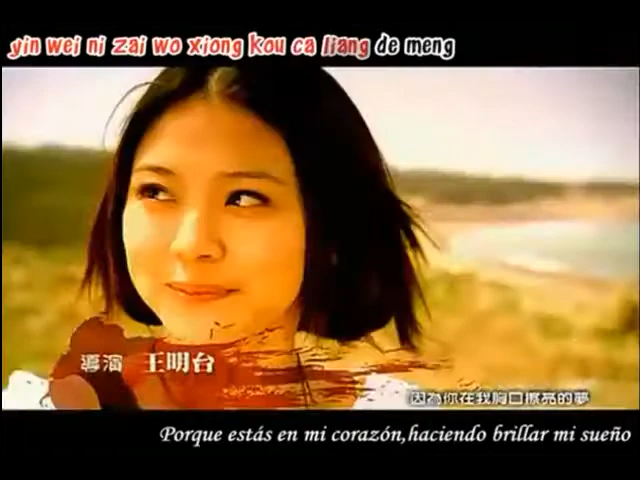 yin wei ni zai wo xiong kou ca liang de meng
導演 王明台
因為你在我胸口擦亮的夢
Porque estás en mi corazón,haciendo brillar mi sueño